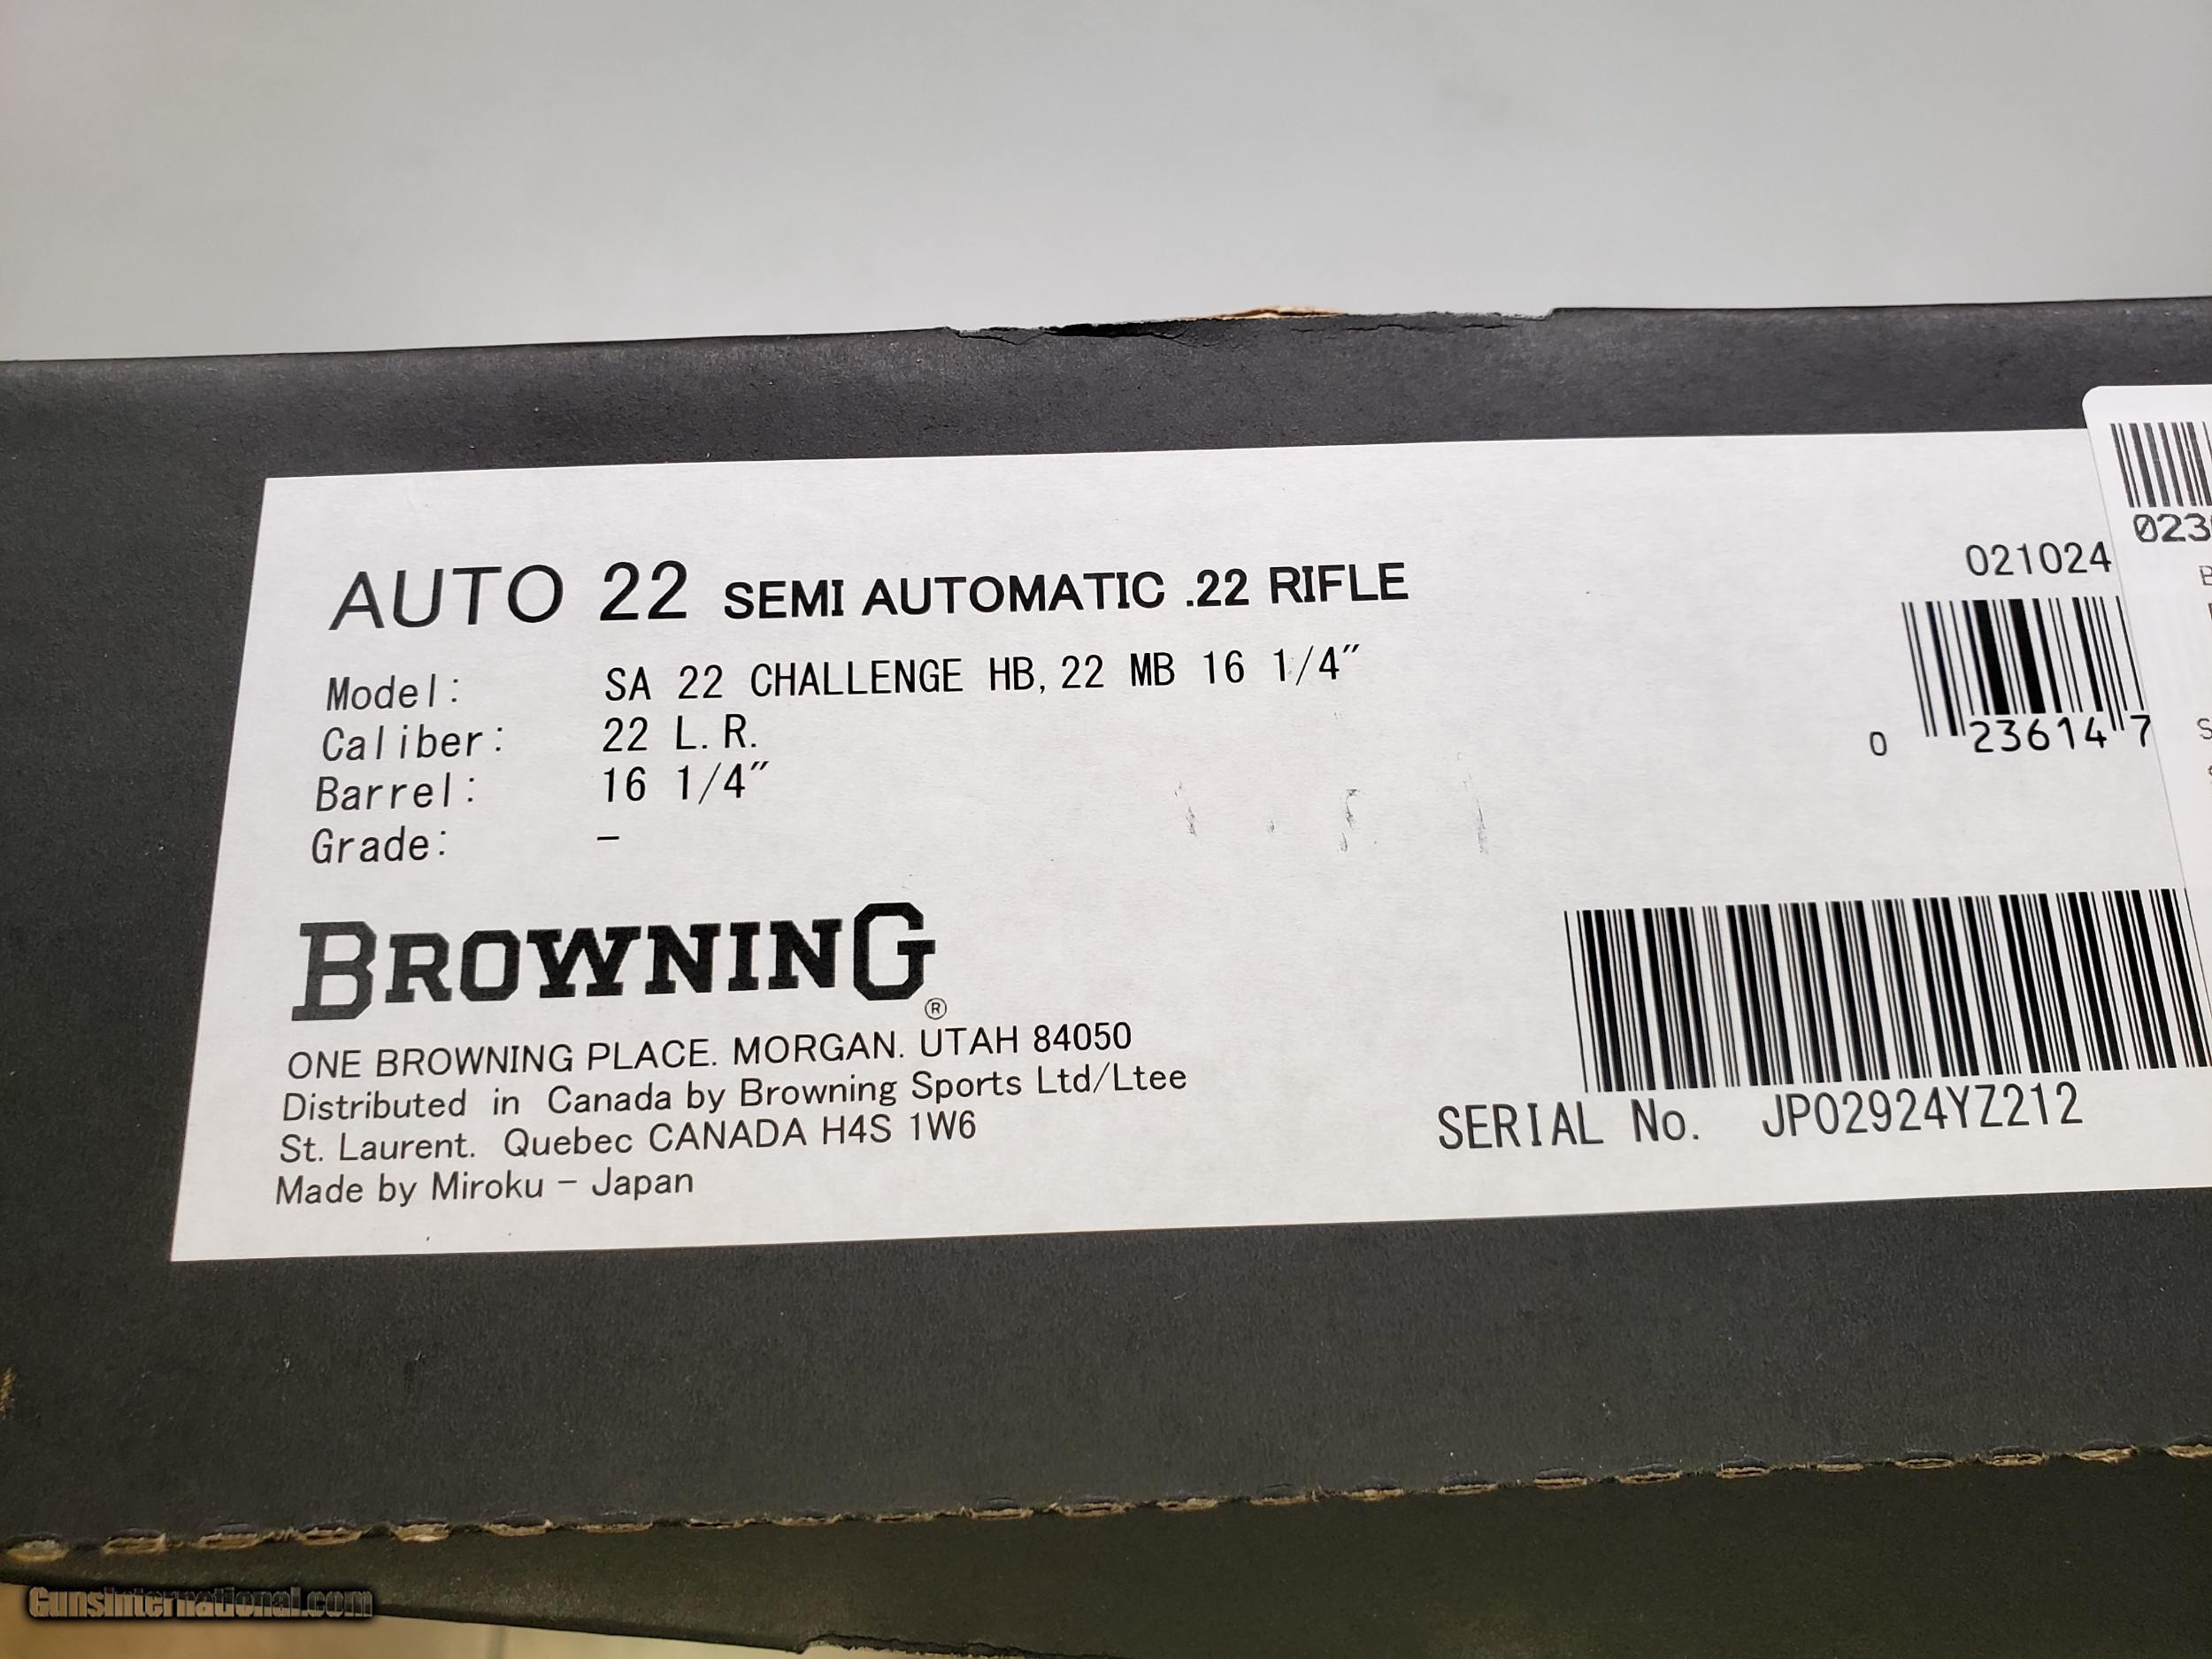 AUTO 22 SEMI AUTOMATIC .22 RIFLE
Model: SA 22 CHALLENGE HB, 22 MB 16 1/4"
Caliber: 22 L.R.
Barrel: 16 1/4"
Grade: -
BROWNING®
ONE BROWNING PLACE. MORGAN. UTAH 84050
Distributed in Canada by Browning Sports Ltd/Ltee
St. Laurent. Quebec CANADA H4S 1W6
Made by Miroku - Japan
021024
0 23614 7
SERIAL No. JP02924YZ212
023
GunsInternational.com